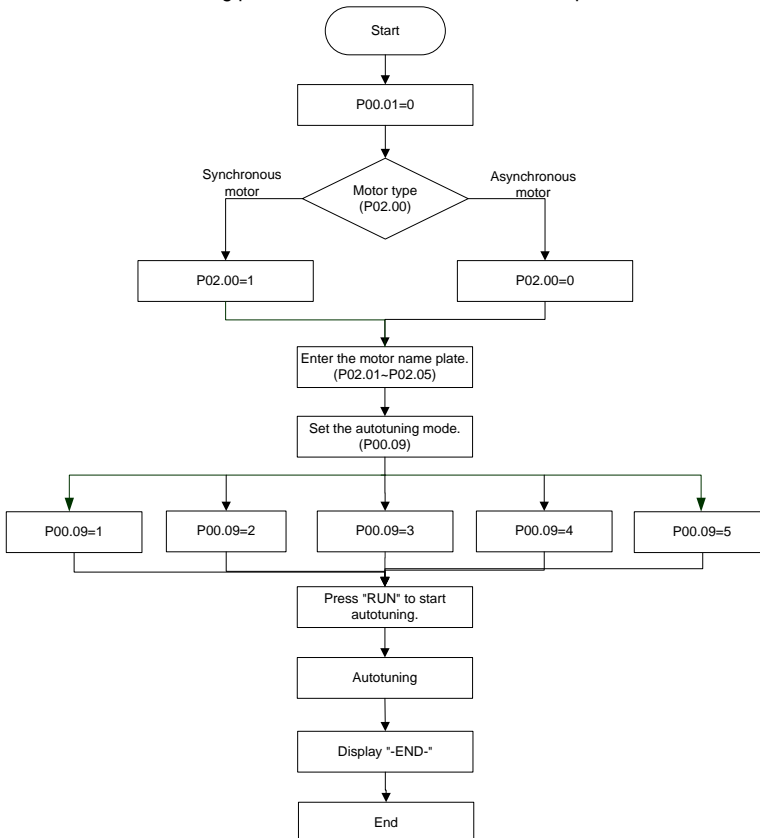 Start
P00.01=0
Synchronous
motor
Motor type
(P02.00)
Asynchronous
motor
P02.00=1
P02.00=0
Enter the motor name plate.
(P02.01~P02.05)
Set the autotuning mode.
(P00.09)
P00.09=1
P00.09=2
P00.09=3
P00.09=4
P00.09=5
Press "RUN" to start
autotuning.
Autotuning
Display "-END-"
End